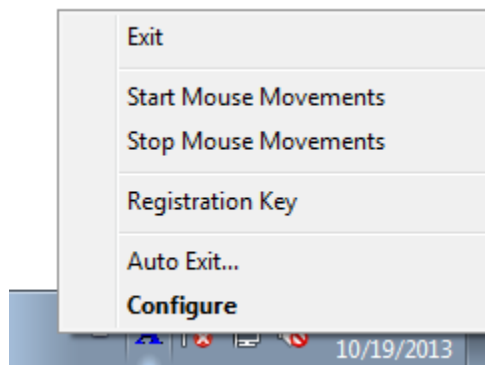 Exit
Start Mouse Movements
Stop Mouse Movements
Registration Key
Auto Exit...
Configure
10/19/2013